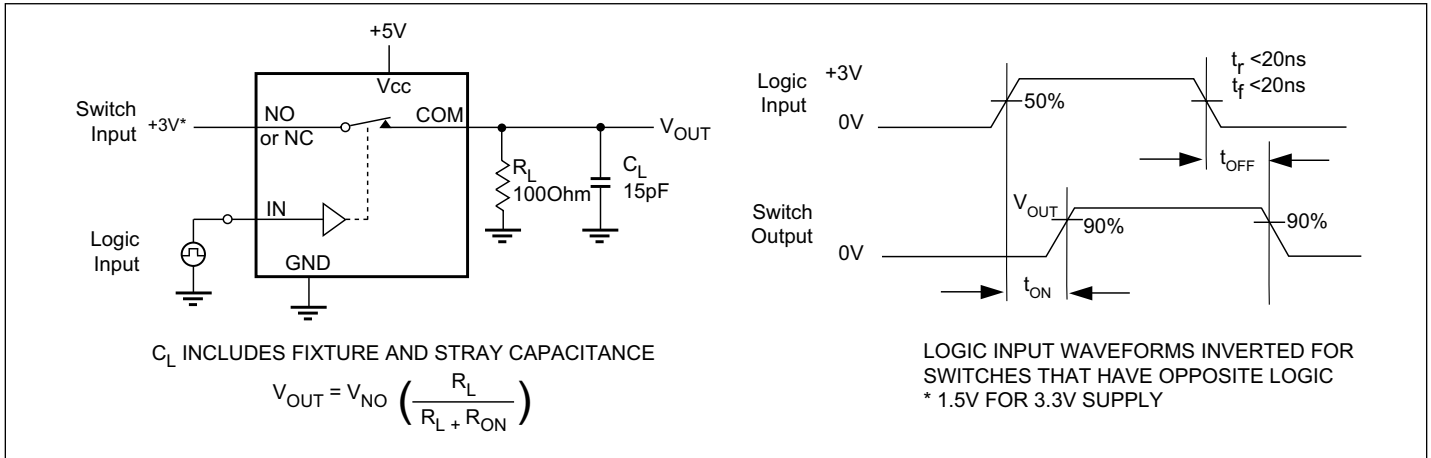 +5V
Vcc
Switch
Input
+3V*
NO
or NC
COM
VOUT
RL
100Ohm
CL
15pF
IN
Logic
Input
GND
CL INCLUDES FIXTURE AND STRAY CAPACITANCE
VOUT = VNO ( RL / RL + RON )
Logic
Input
+3V
0V
50%
tr <20ns
tf <20ns
tOFF
Switch
Output
VOUT
0V
90%
90%
tON
LOGIC INPUT WAVEFORMS INVERTED FOR
SWITCHES THAT HAVE OPPOSITE LOGIC
* 1.5V FOR 3.3V SUPPLY